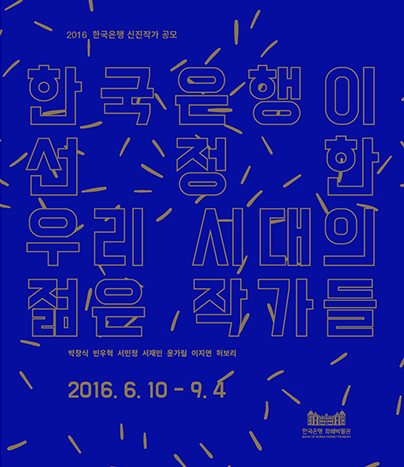 2016 한국은행 신진작가 공모
한국은행이
선정한
우리 시대의
젊은 작가들
박장식 빈우혁 서민정 서재민 윤가림 이지연 허보리
2016. 6. 10 - 9. 4
한국은행 화폐박물관
BANK OF KOREA MONEY MUSEUM